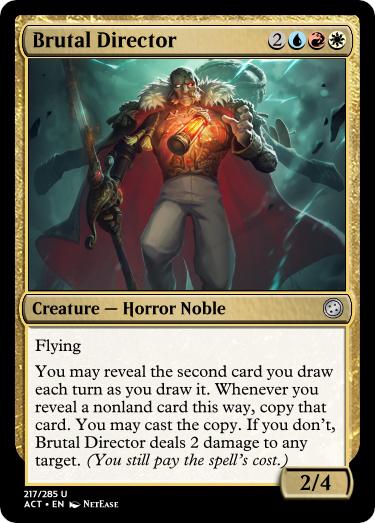 Brutal Director 2
Creature — Horror Noble
Flying
You may reveal the second card you draw
each turn as you draw it. Whenever you
reveal a nonland card this way, copy that
card. You may cast the copy. If you don't,
Brutal Director deals 2 damage to any
target. (You still pay the spell's cost.)
2/4
217/285 U
ACT • EN NetEase